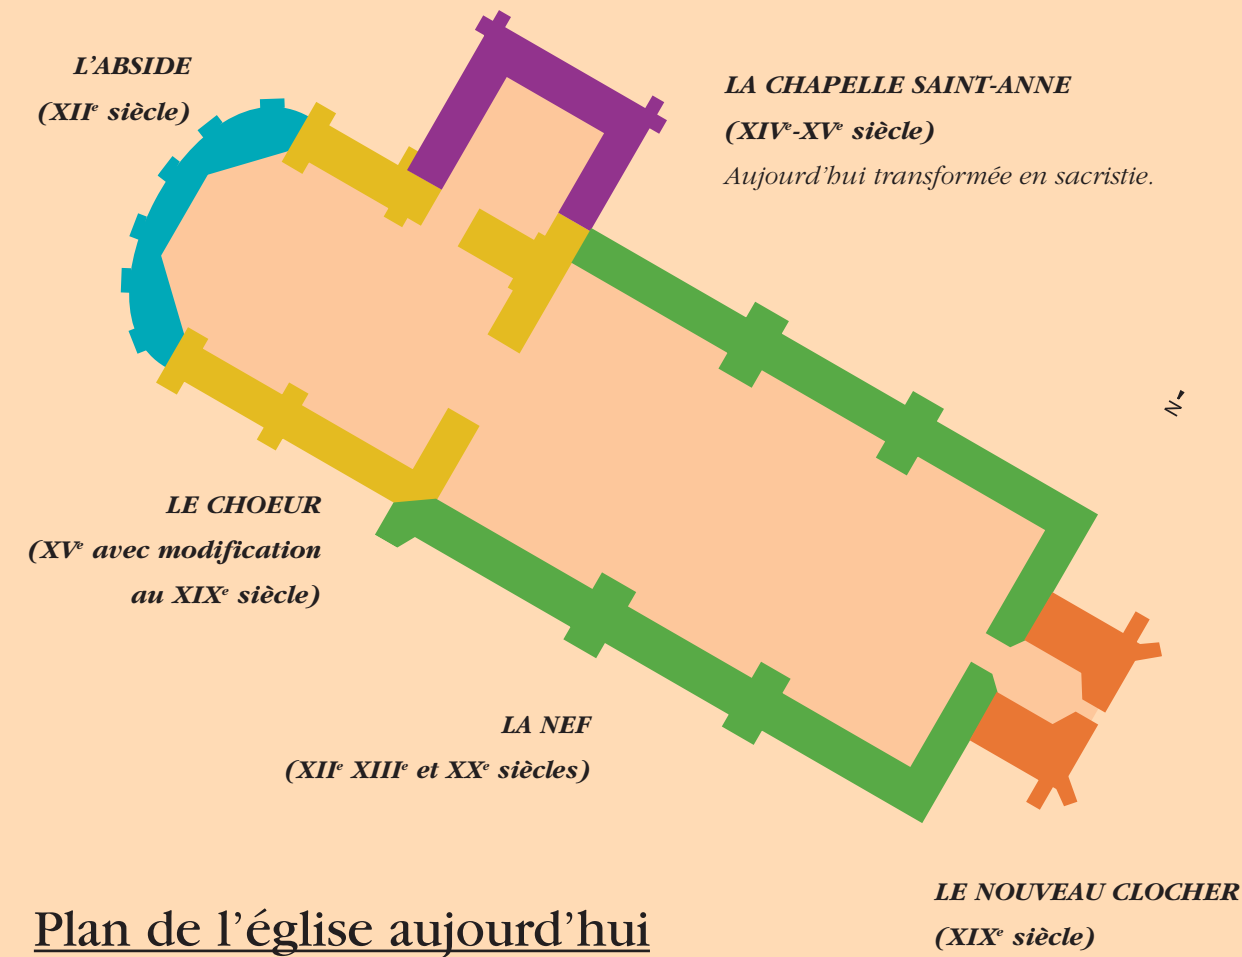 L’ABSIDE
(XIIᵉ siècle)
LA CHAPELLE SAINT-ANNE
(XIVᵉ-XVᵉ siècle)
Aujourd’hui transformée en sacristie.
N
LE CHOEUR
(XVᵉ avec modification
au XIXᵉ siècle)
LA NEF
(XIIᵉ XIIIᵉ et XXᵉ siècles)
LE NOUVEAU CLOCHER
(XIXᵉ siècle)
Plan de l’église aujourd’hui